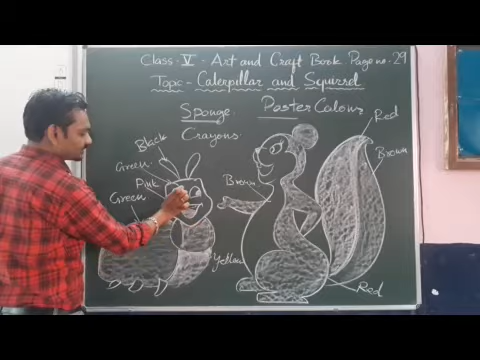 Class - V - Art and Craft Book Page no - 29
Topic - Caterpillar and Squirrel
Sponge. Poster Colour
Crayons.
Red
Black
Brown
Green.
Pink
Brown
Green
Yellow
Red